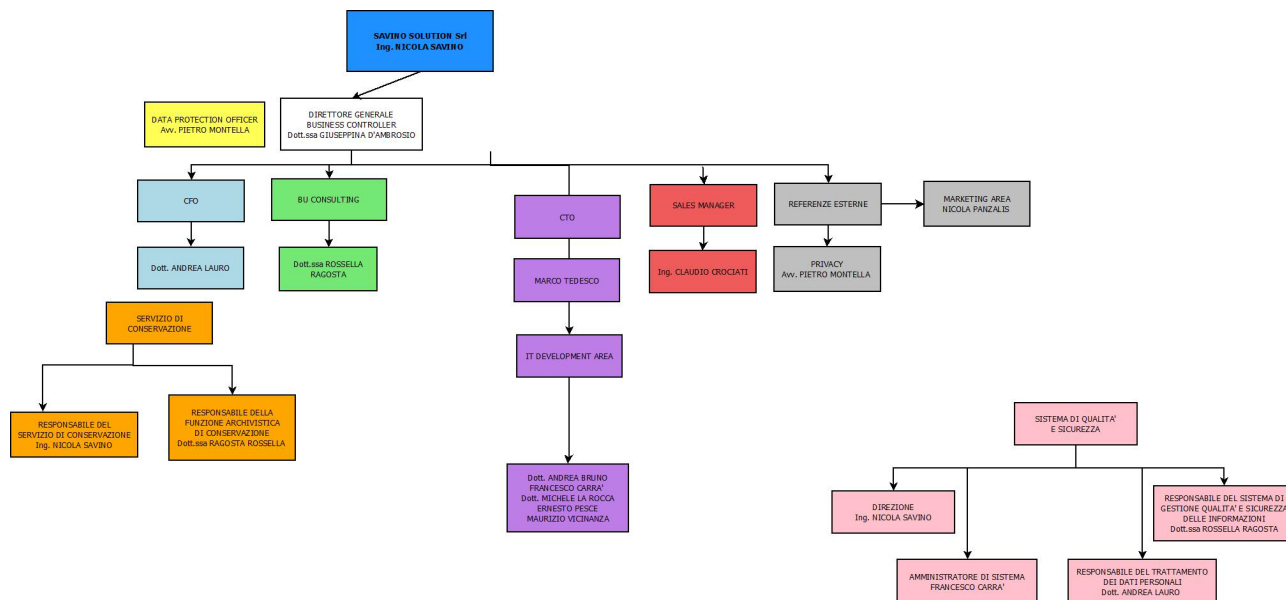 SAVINO SOLUTION Srl
Ing. NICOLA SAVINO
DATA PROTECTION OFFICER
Avv. PIETRO MONTELLA
DIRETTORE GENERALE
BUSINESS CONTROLLER
Dott.ssa GIUSEPPINA D'AMBROSIO
CFO
BU CONSULTING
CTO
SALES MANAGER
REFERENZE ESTERNE
MARKETING AREA
NICOLA PANZALIS
Dott. ANDREA LAURO
Dott.ssa ROSSELLA
RAGOSTA
MARCO TEDESCO
Ing. CLAUDIO CROCIATI
PRIVACY
Avv. PIETRO MONTELLA
SERVIZIO DI
CONSERVAZIONE
IT DEVELOPMENT AREA
RESPONSABILE DEL
SERVIZIO DI CONSERVAZIONE
Ing. NICOLA SAVINO
RESPONSABILE DELLA
FUNZIONE ARCHIVISTICA
DI CONSERVAZIONE
Dott.ssa RAGOSTA ROSSELLA
SISTEMA DI QUALITA'
E SICUREZZA
Dott. ANDREA BRUNO
FRANCESCO CARRA'
Dott. MICHELE LA ROCCA
ERNESTO PESCE
MAURIZIO VICINANZA
DIREZIONE
Ing. NICOLA SAVINO
RESPONSABILE DEL SISTEMA DI
GESTIONE QUALITA' E SICUREZZA
DELLE INFORMAZIONI
Dott.ssa ROSSELLA RAGOSTA
AMMINISTRATORE DI SISTEMA
FRANCESCO CARRA'
RESPONSABILE DEL TRATTAMENTO
DEI DATI PERSONALI
Dott. ANDREA LAURO